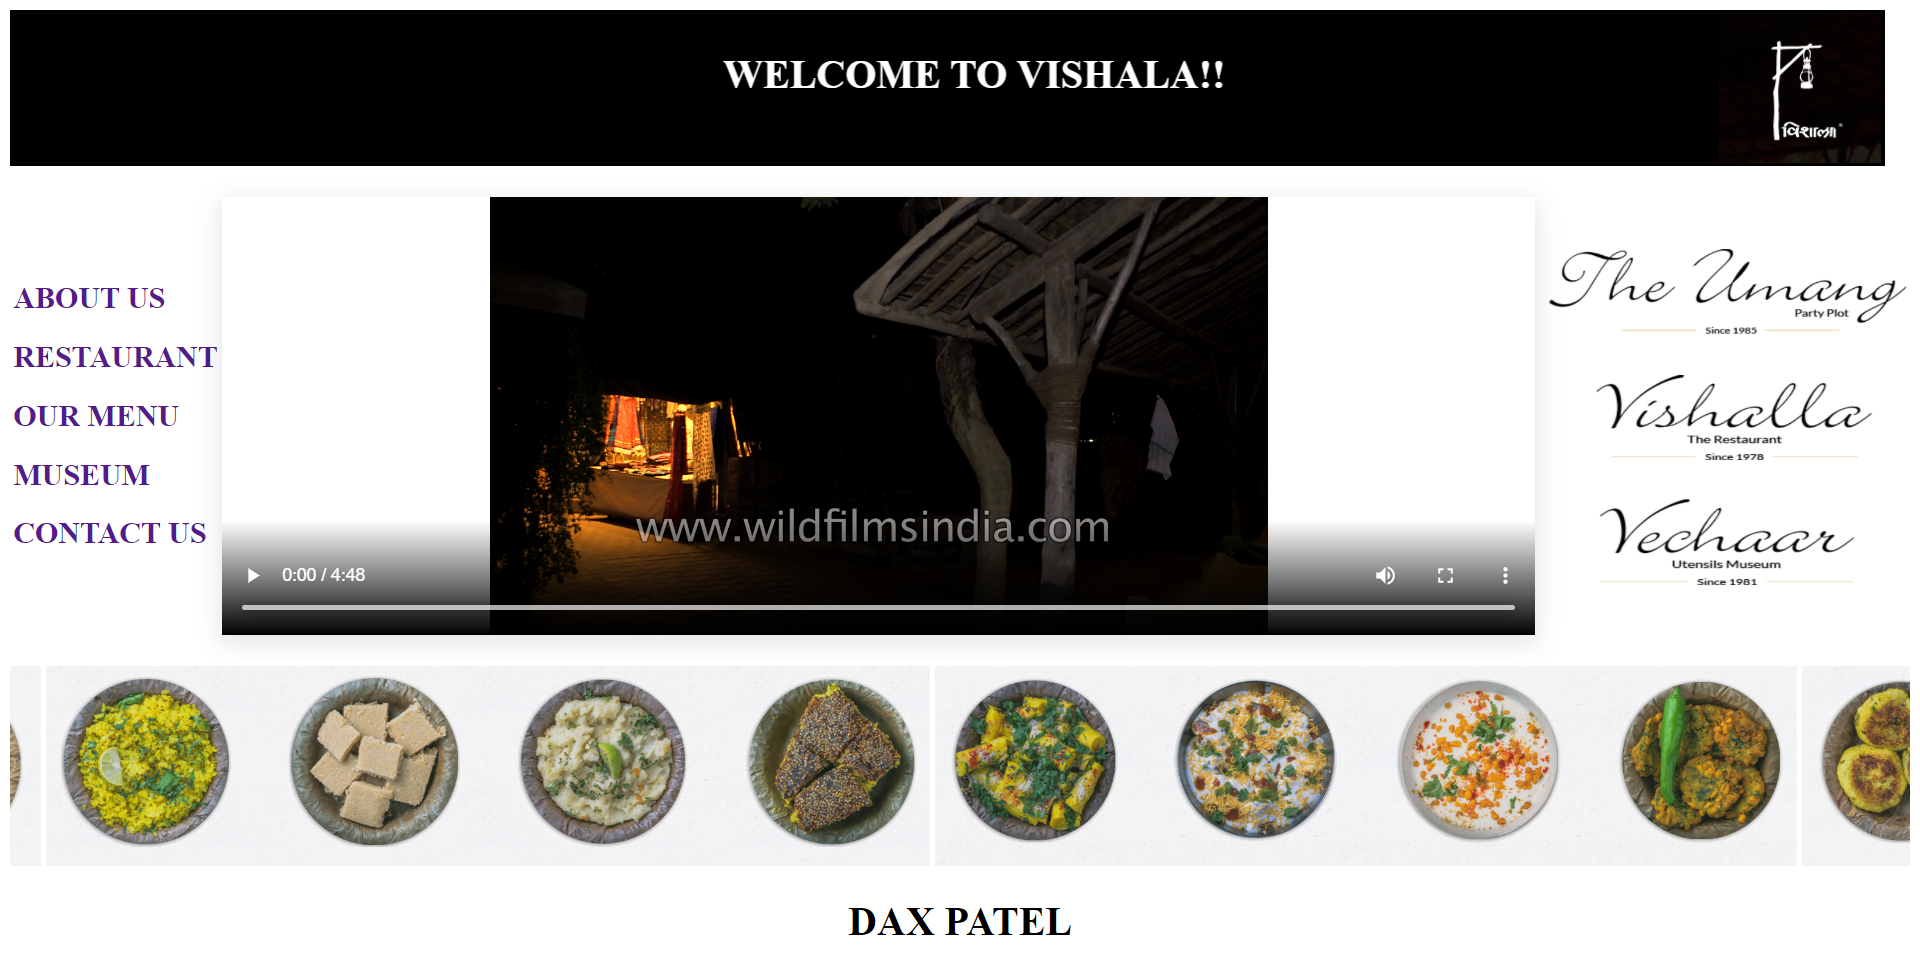 WELCOME TO VISHALA!!
विशाला
ABOUT US
RESTAURANT
OUR MENU
MUSEUM
CONTACT US
www.wildfilmsindia.com
0:00 / 4:48
The Umang
Party Plot
Since 1985
Vishalla
The Restaurant
Since 1978
Vechaar
Utensils Museum
Since 1981
DAX PATEL